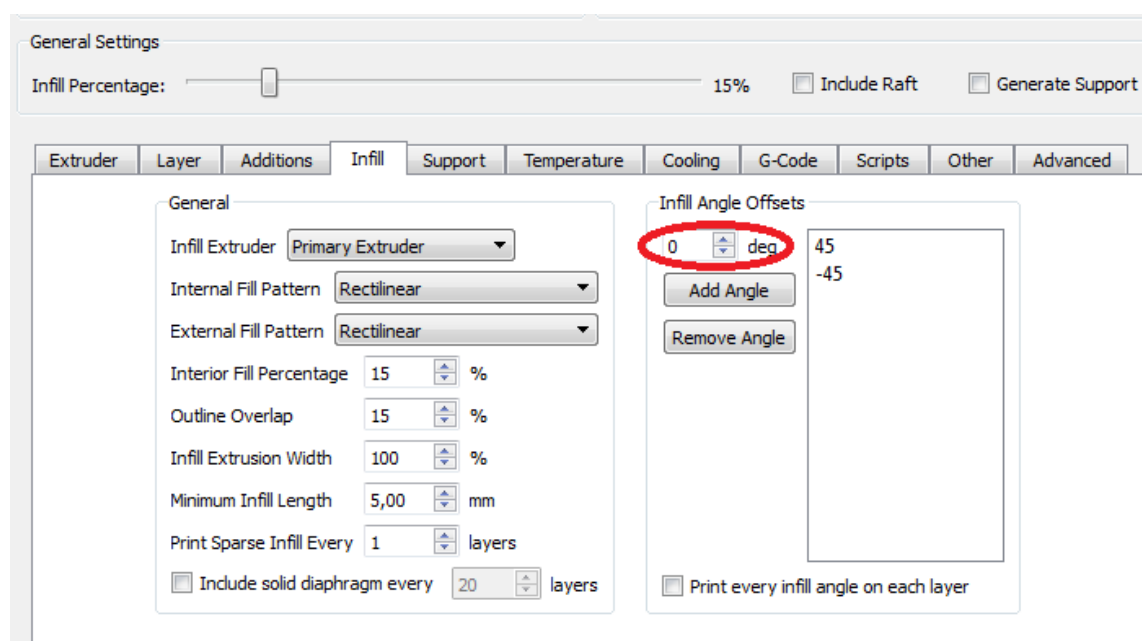 General Settings
Infill Percentage: 15% Include Raft Generate Support
Extruder Layer Additions Infill Support Temperature Cooling G-Code Scripts Other Advanced
General
Infill Extruder Primary Extruder
Internal Fill Pattern Rectilinear
External Fill Pattern Rectilinear
Interior Fill Percentage 15 %
Outline Overlap 15 %
Infill Extrusion Width 100 %
Minimum Infill Length 5,00 mm
Print Sparse Infill Every 1 layers
Include solid diaphragm every 20 layers
Infill Angle Offsets
0 deg 45
-45
Add Angle
Remove Angle
Print every infill angle on each layer